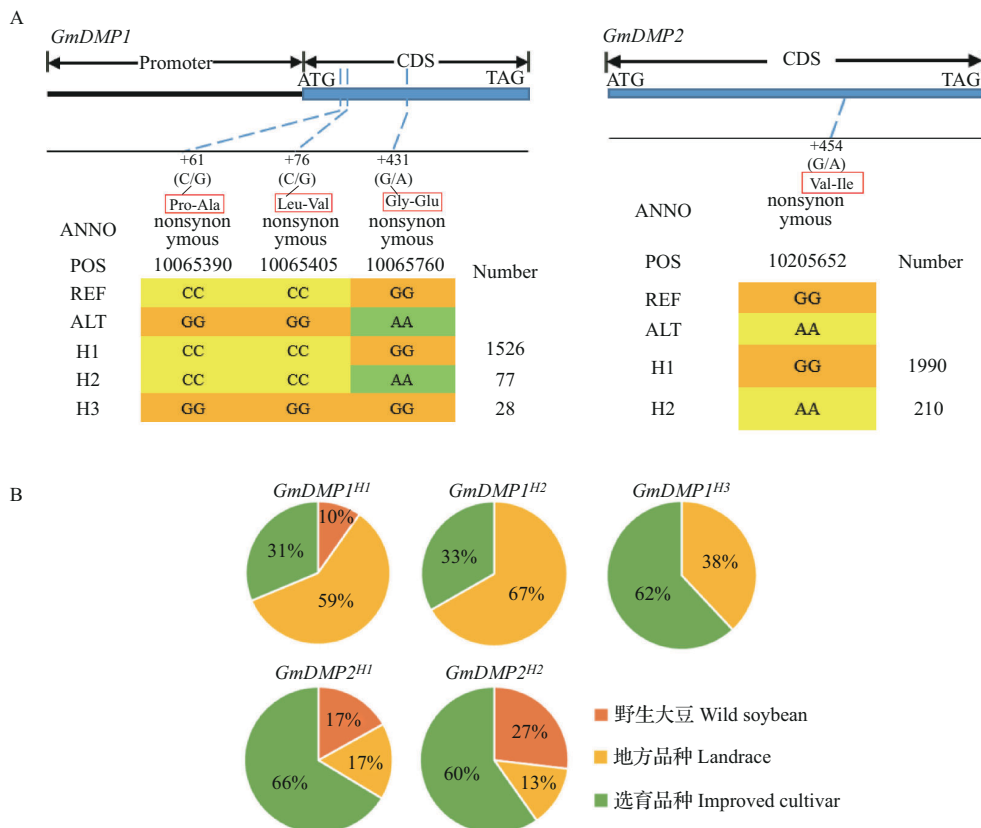 A
GmDMP1
Promoter CDS
ATG TAG
+61 +76 +431
(C/G) (C/G) (G/A)
Pro-Ala Leu-Val Gly-Glu
ANNO nonsynon nonsynon nonsynon
ymous ymous ymous
POS 10065390 10065405 10065760 Number
REF CC CC GG
ALT GG GG AA
H1 CC CC GG 1526
H2 CC CC AA 77
H3 GG GG GG 28
GmDMP2
CDS
ATG TAG
+454
(G/A)
Val-Ile
nonsynon
ymous
POS 10205652 Number
REF GG
ALT AA
H1 GG 1990
H2 AA 210
B
GmDMP1H1 GmDMP1H2 GmDMP1H3
10% 31% 59%
33% 67%
38% 62%
GmDMP2H1 GmDMP2H2
17% 17% 66%
27% 13% 60%
野生大豆 Wild soybean
地方品种 Landrace
选育品种 Improved cultivar